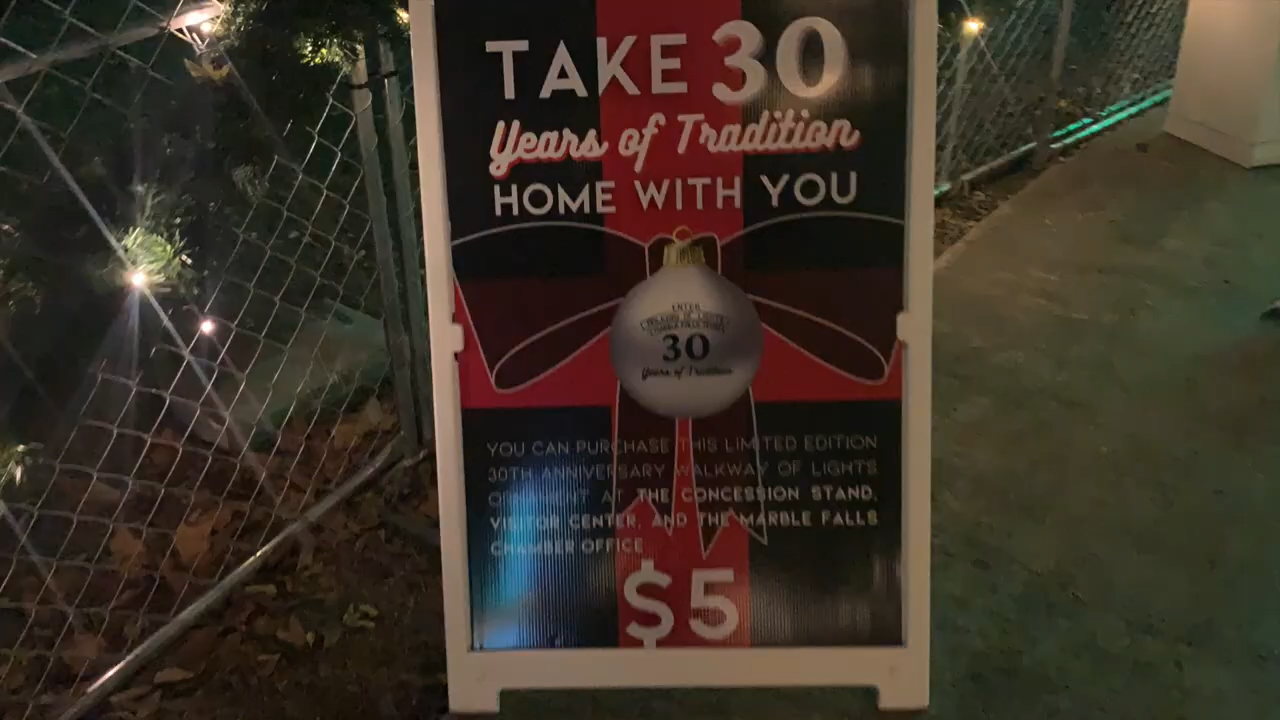 TAKE 30
Years of Tradition
HOME WITH YOU
30
Years of Tradition
YOU CAN PURCHASE THIS LIMITED EDITION
30TH ANNIVERSARY WALKWAY OF LIGHTS
ORNAMENT AT THE CONCESSION STAND,
VISITOR CENTER, AND THE MARBLE FALLS
CHAMBER OFFICE
$5